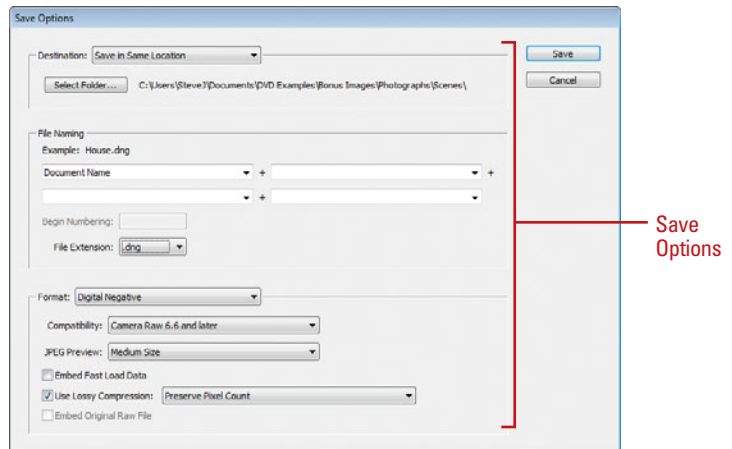 Save Options
Destination: Save in Same Location
Save
Select Folder... C:\Users\SteveJ\Documents\DVD Examples\Bonus Images\Photographs\Scenes\
Cancel
File Naming
Example: House.dng
Document Name + +
+
Begin Numbering:
File Extension: .dng
Save
Options
Format: Digital Negative
Compatibility: Camera Raw 6.6 and later
JPEG Preview: Medium Size
Embed Fast Load Data
Use Lossy Compression: Preserve Pixel Count
Embed Original Raw File